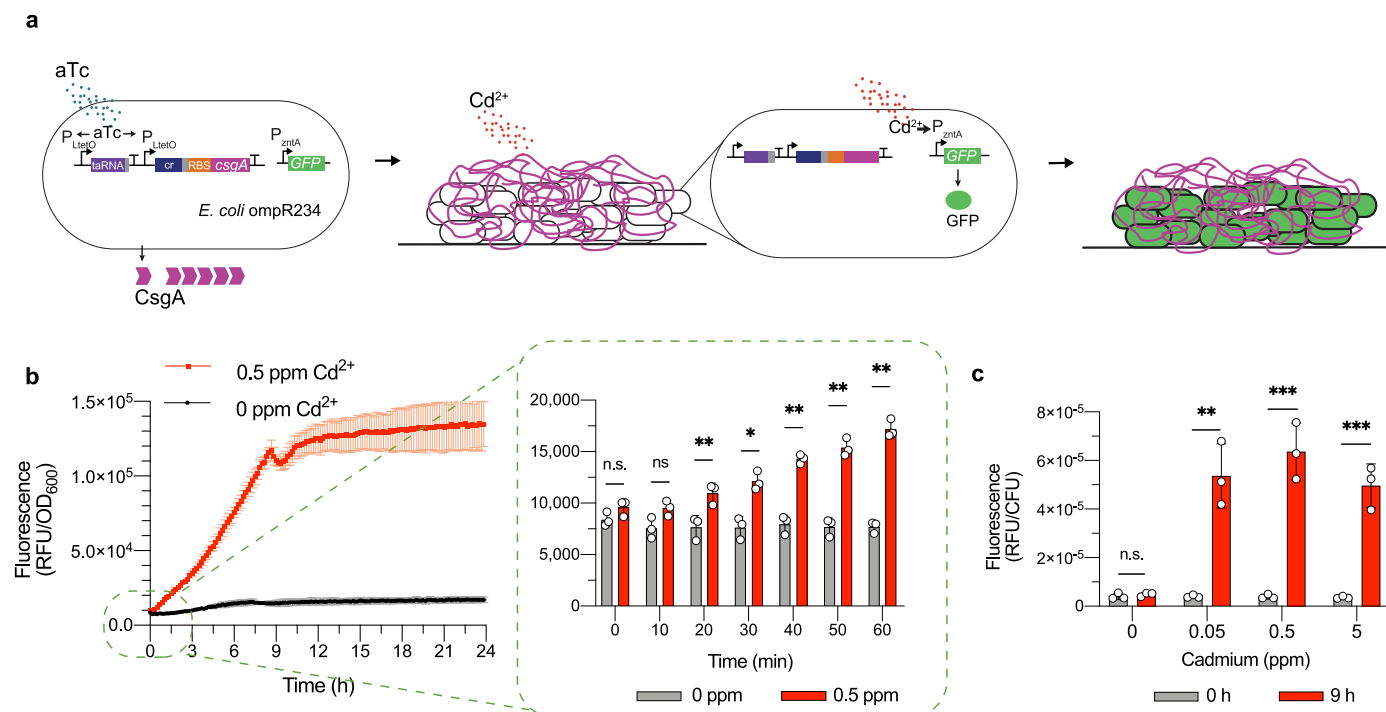 a
aTc
P LtetO
aTc
P LtetO
P zntA
taRNA
cr
RBS
csgA
GFP
E. coli ompR234
CsgA
Cd2+
Cd2+
P zntA
GFP
GFP
b
0.5 ppm Cd2+
0 ppm Cd2+
Fluorescence
(RFU/OD600)
1.5×10^5
1.0×10^5
5.0×10^4
0.0
0 3 6 9 12 15 18 21 24
Time (h)
20,000
15,000
10,000
5,000
0
n.s. ns ** * ** ** **
0 10 20 30 40 50 60
Time (min)
0 ppm 0.5 ppm
c
Fluorescence
(RFU/CFU)
8×10^-5
6×10^-5
4×10^-5
2×10^-5
0
n.s. ** *** ***
0 0.05 0.5 5
Cadmium (ppm)
0 h 9 h